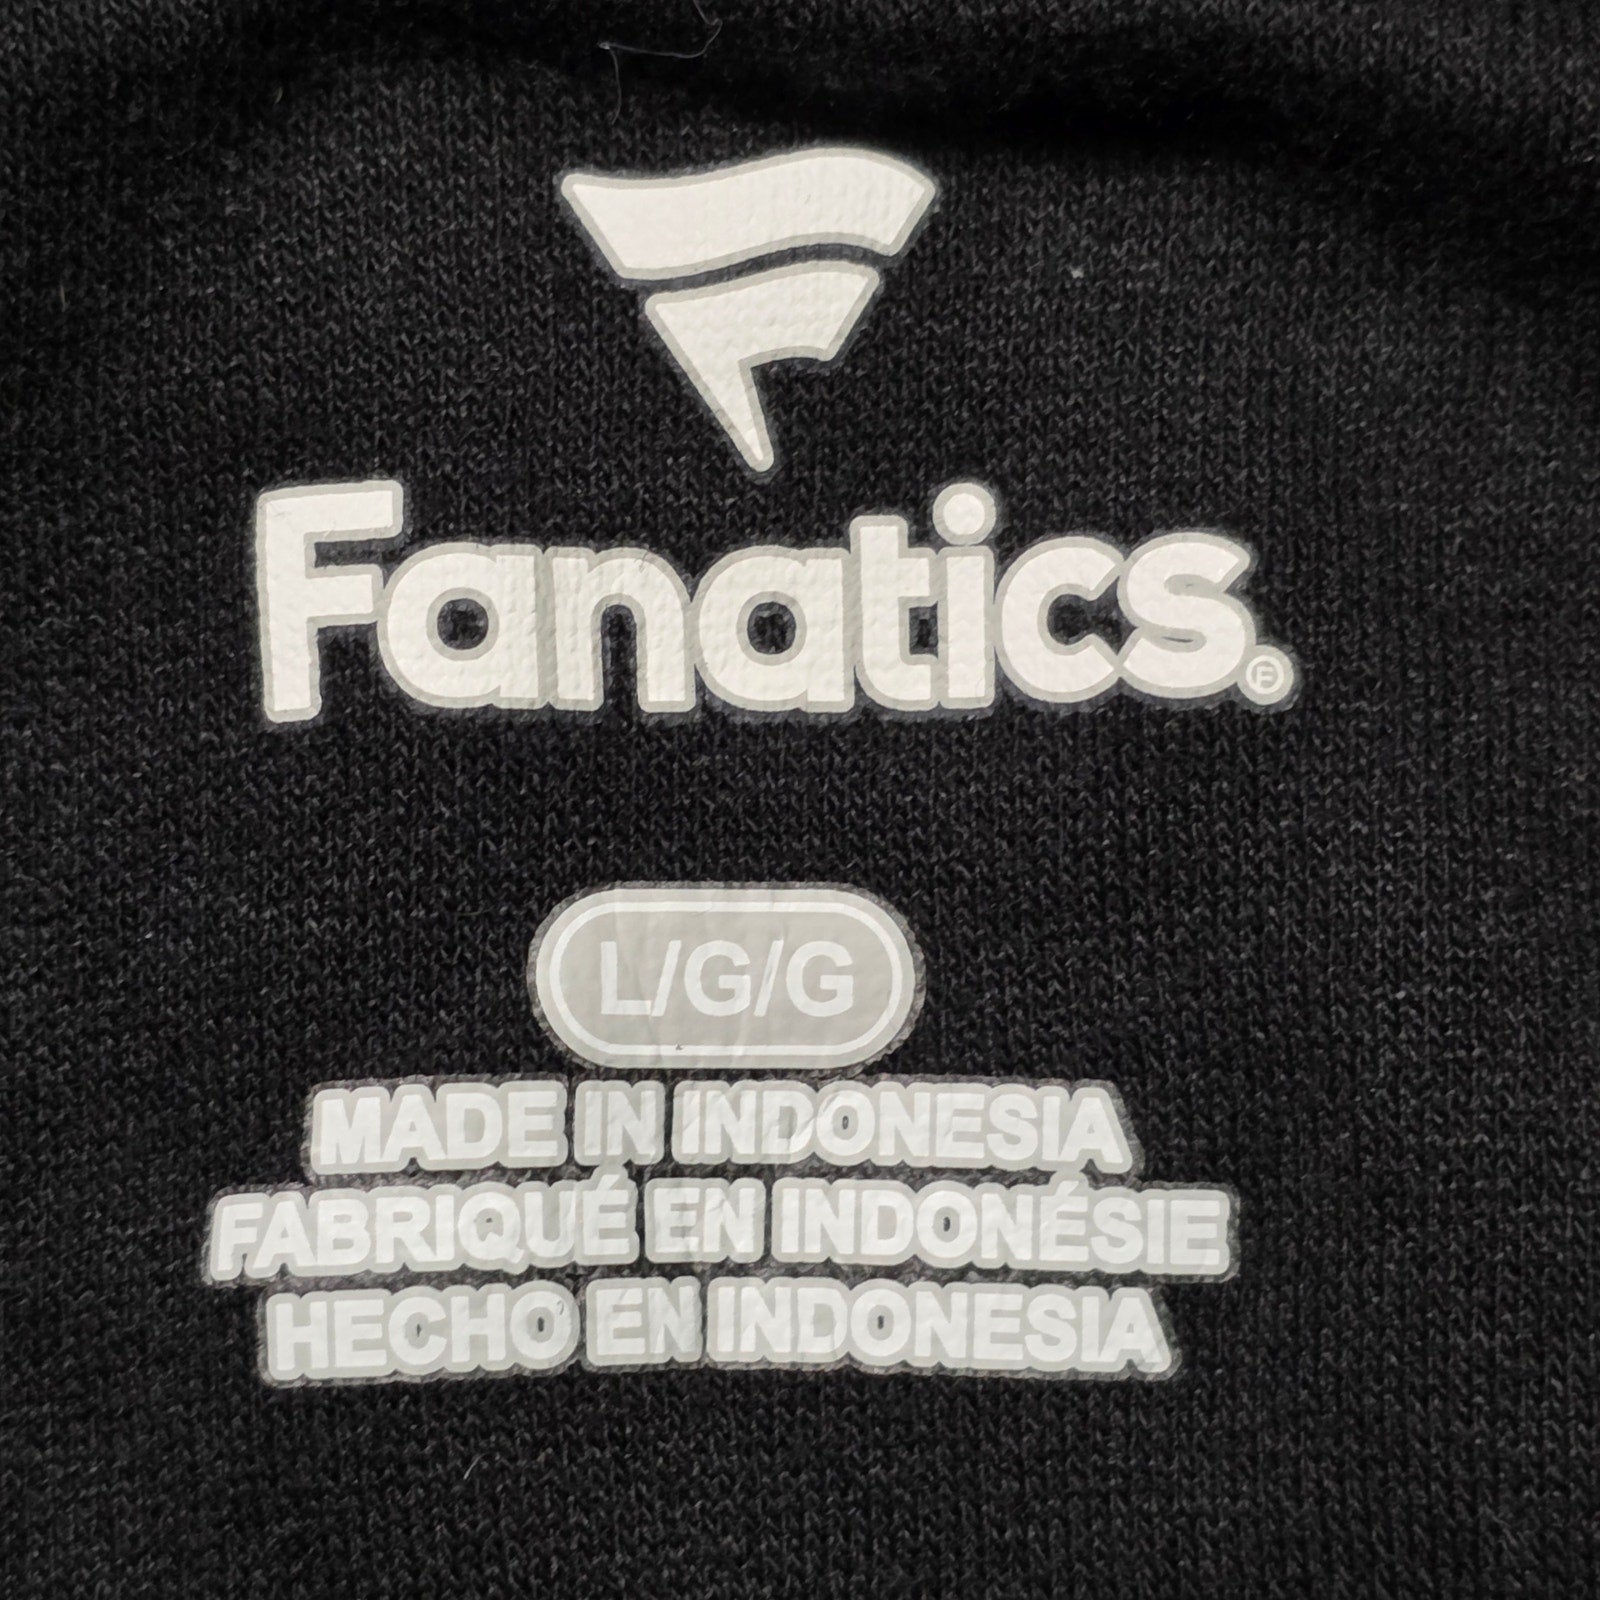 Fanatics.
L/G/G
MADE IN INDONESIA
FABRIQUÉ EN INDONÉSIE
HECHO EN INDONESIA